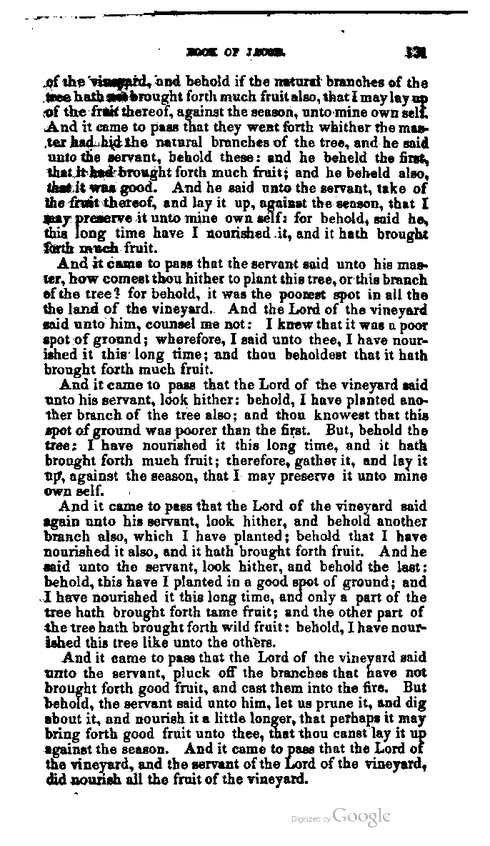 BOOK OF JACOB. 131
of the vineyard, and behold if the natural branches of the
tree hath not brought forth much fruit also, that I may lay up
of the fruit thereof, against the season, unto mine own self.
And it came to pass that they went forth whither the mas-
ter had hid the natural branches of the tree, and he said
unto the servant, behold these: and he beheld the first,
that it had brought forth much fruit; and he beheld also,
that it was good. And he said unto the servant, take of
the fruit thereof, and lay it up, against the season, that I
may preserve it unto mine own self: for behold, said he,
this long time have I nourished it, and it hath brought
forth much fruit.
And it came to pass that the servant said unto his mas-
ter, how comest thou hither to plant this tree, or this branch
of the tree? for behold, it was the poorest spot in all the
the land of the vineyard. And the Lord of the vineyard
said unto him, counsel me not: I knew that it was a poor
spot of ground; wherefore, I said unto thee, I have nour-
ished it this long time; and thou beholdest that it hath
brought forth much fruit.
And it came to pass that the Lord of the vineyard said
unto his servant, look hither: behold, I have planted ano-
ther branch of the tree also; and thou knowest that this
spot of ground was poorer than the first. But, behold the
tree: I have nourished it this long time, and it hath
brought forth much fruit; therefore, gather it, and lay it
up, against the season, that I may preserve it unto mine
own self.
And it came to pass that the Lord of the vineyard said
again unto his servant, look hither, and behold another
branch also, which I have planted; behold that I have
nourished it also, and it hath brought forth fruit. And he
said unto the servant, look hither, and behold the last:
behold, this have I planted in a good spot of ground; and
I have nourished it this long time, and only a part of the
tree hath brought forth tame fruit; and the other part of
the tree hath brought forth wild fruit: behold, I have nour-
ished this tree like unto the others.
And it came to pass that the Lord of the vineyard said
unto the servant, pluck off the branches that have not
brought forth good fruit, and cast them into the fire. But
behold, the servant said unto him, let us prune it, and dig
about it, and nourish it a little longer, that perhaps it may
bring forth good fruit unto thee, that thou canst lay it up
against the season. And it came to pass that the Lord of
the vineyard, and the servant of the Lord of the vineyard,
did nourish all the fruit of the vineyard.
Digitized by Google